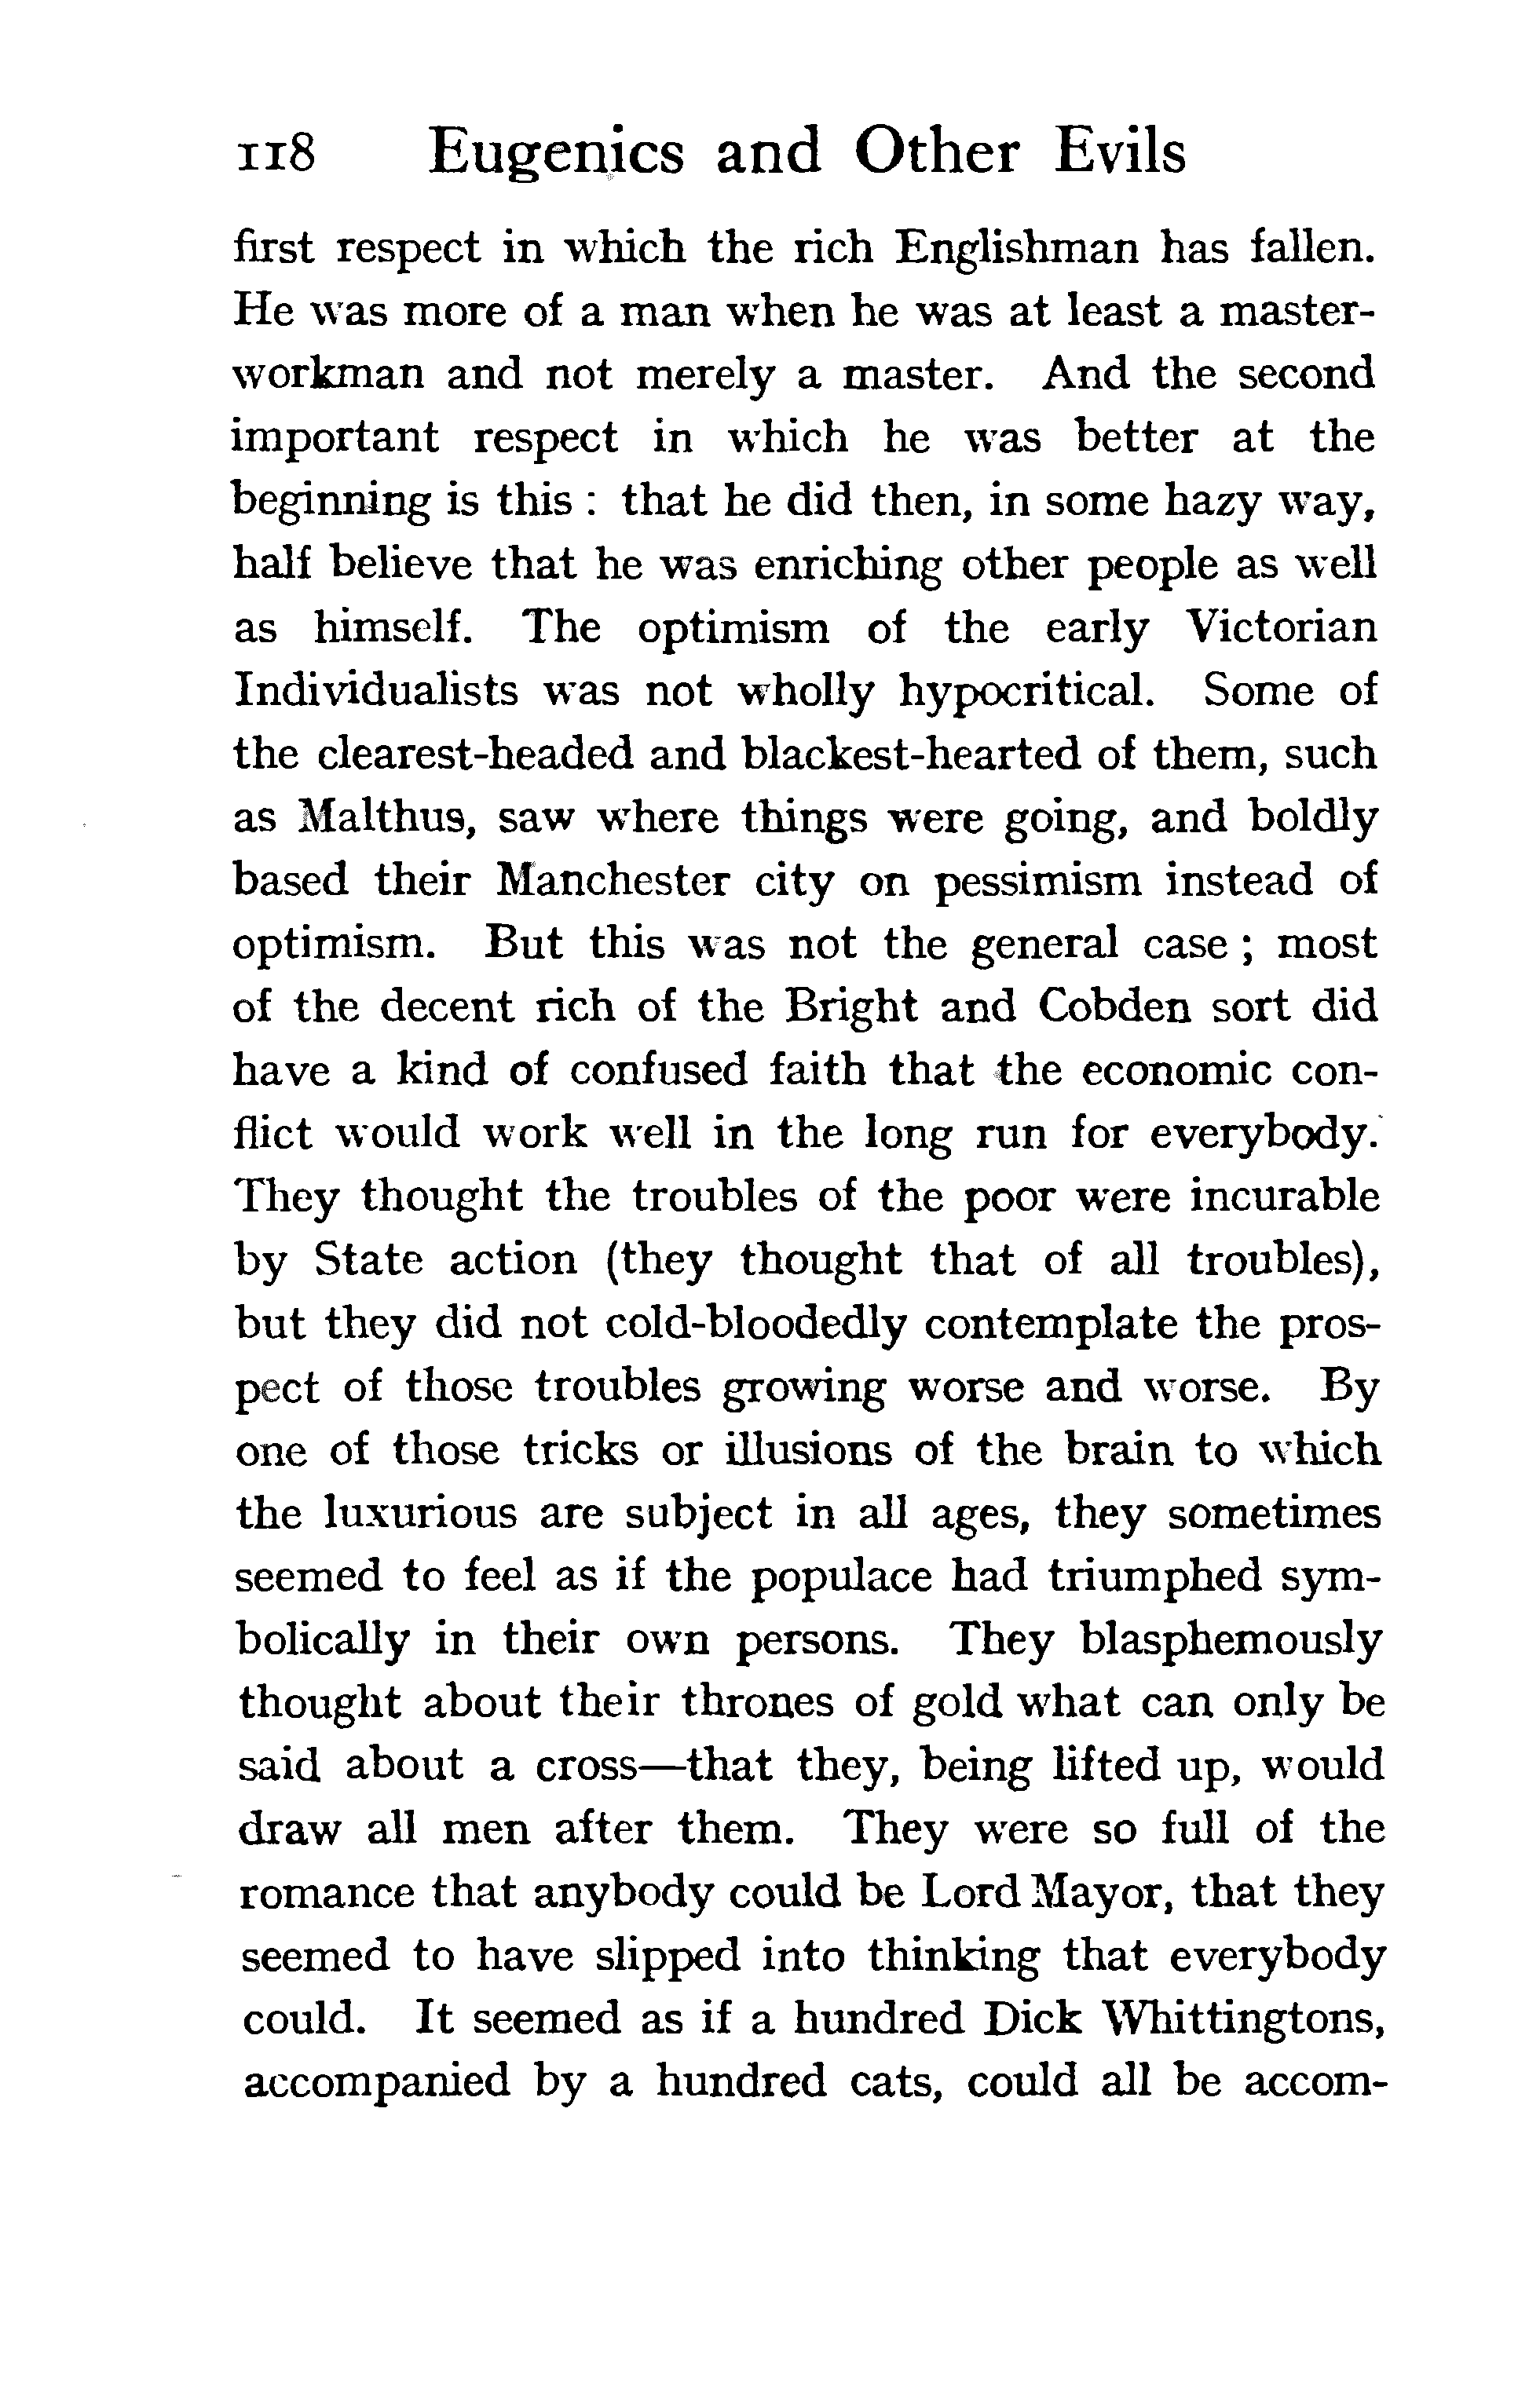 118 Eugenics and Other Evils
first respect in which the rich Englishman has fallen.
He was more of a man when he was at least a master-
workman and not merely a master. And the second
important respect in which he was better at the
beginning is this : that he did then, in some hazy way,
half believe that he was enriching other people as well
as himself. The optimism of the early Victorian
Individualists was not wholly hypocritical. Some of
the clearest-headed and blackest-hearted of them, such
as Malthus, saw where things were going, and boldly
based their Manchester city on pessimism instead of
optimism. But this was not the general case ; most
of the decent rich of the Bright and Cobden sort did
have a kind of confused faith that the economic con-
flict would work well in the long run for everybody.
They thought the troubles of the poor were incurable
by State action (they thought that of all troubles),
but they did not cold-bloodedly contemplate the pros-
pect of those troubles growing worse and worse. By
one of those tricks or illusions of the brain to which
the luxurious are subject in all ages, they sometimes
seemed to feel as if the populace had triumphed sym-
bolically in their own persons. They blasphemously
thought about their thrones of gold what can only be
said about a cross—that they, being lifted up, would
draw all men after them. They were so full of the
romance that anybody could be Lord Mayor, that they
seemed to have slipped into thinking that everybody
could. It seemed as if a hundred Dick Whittingtons,
accompanied by a hundred cats, could all be accom-